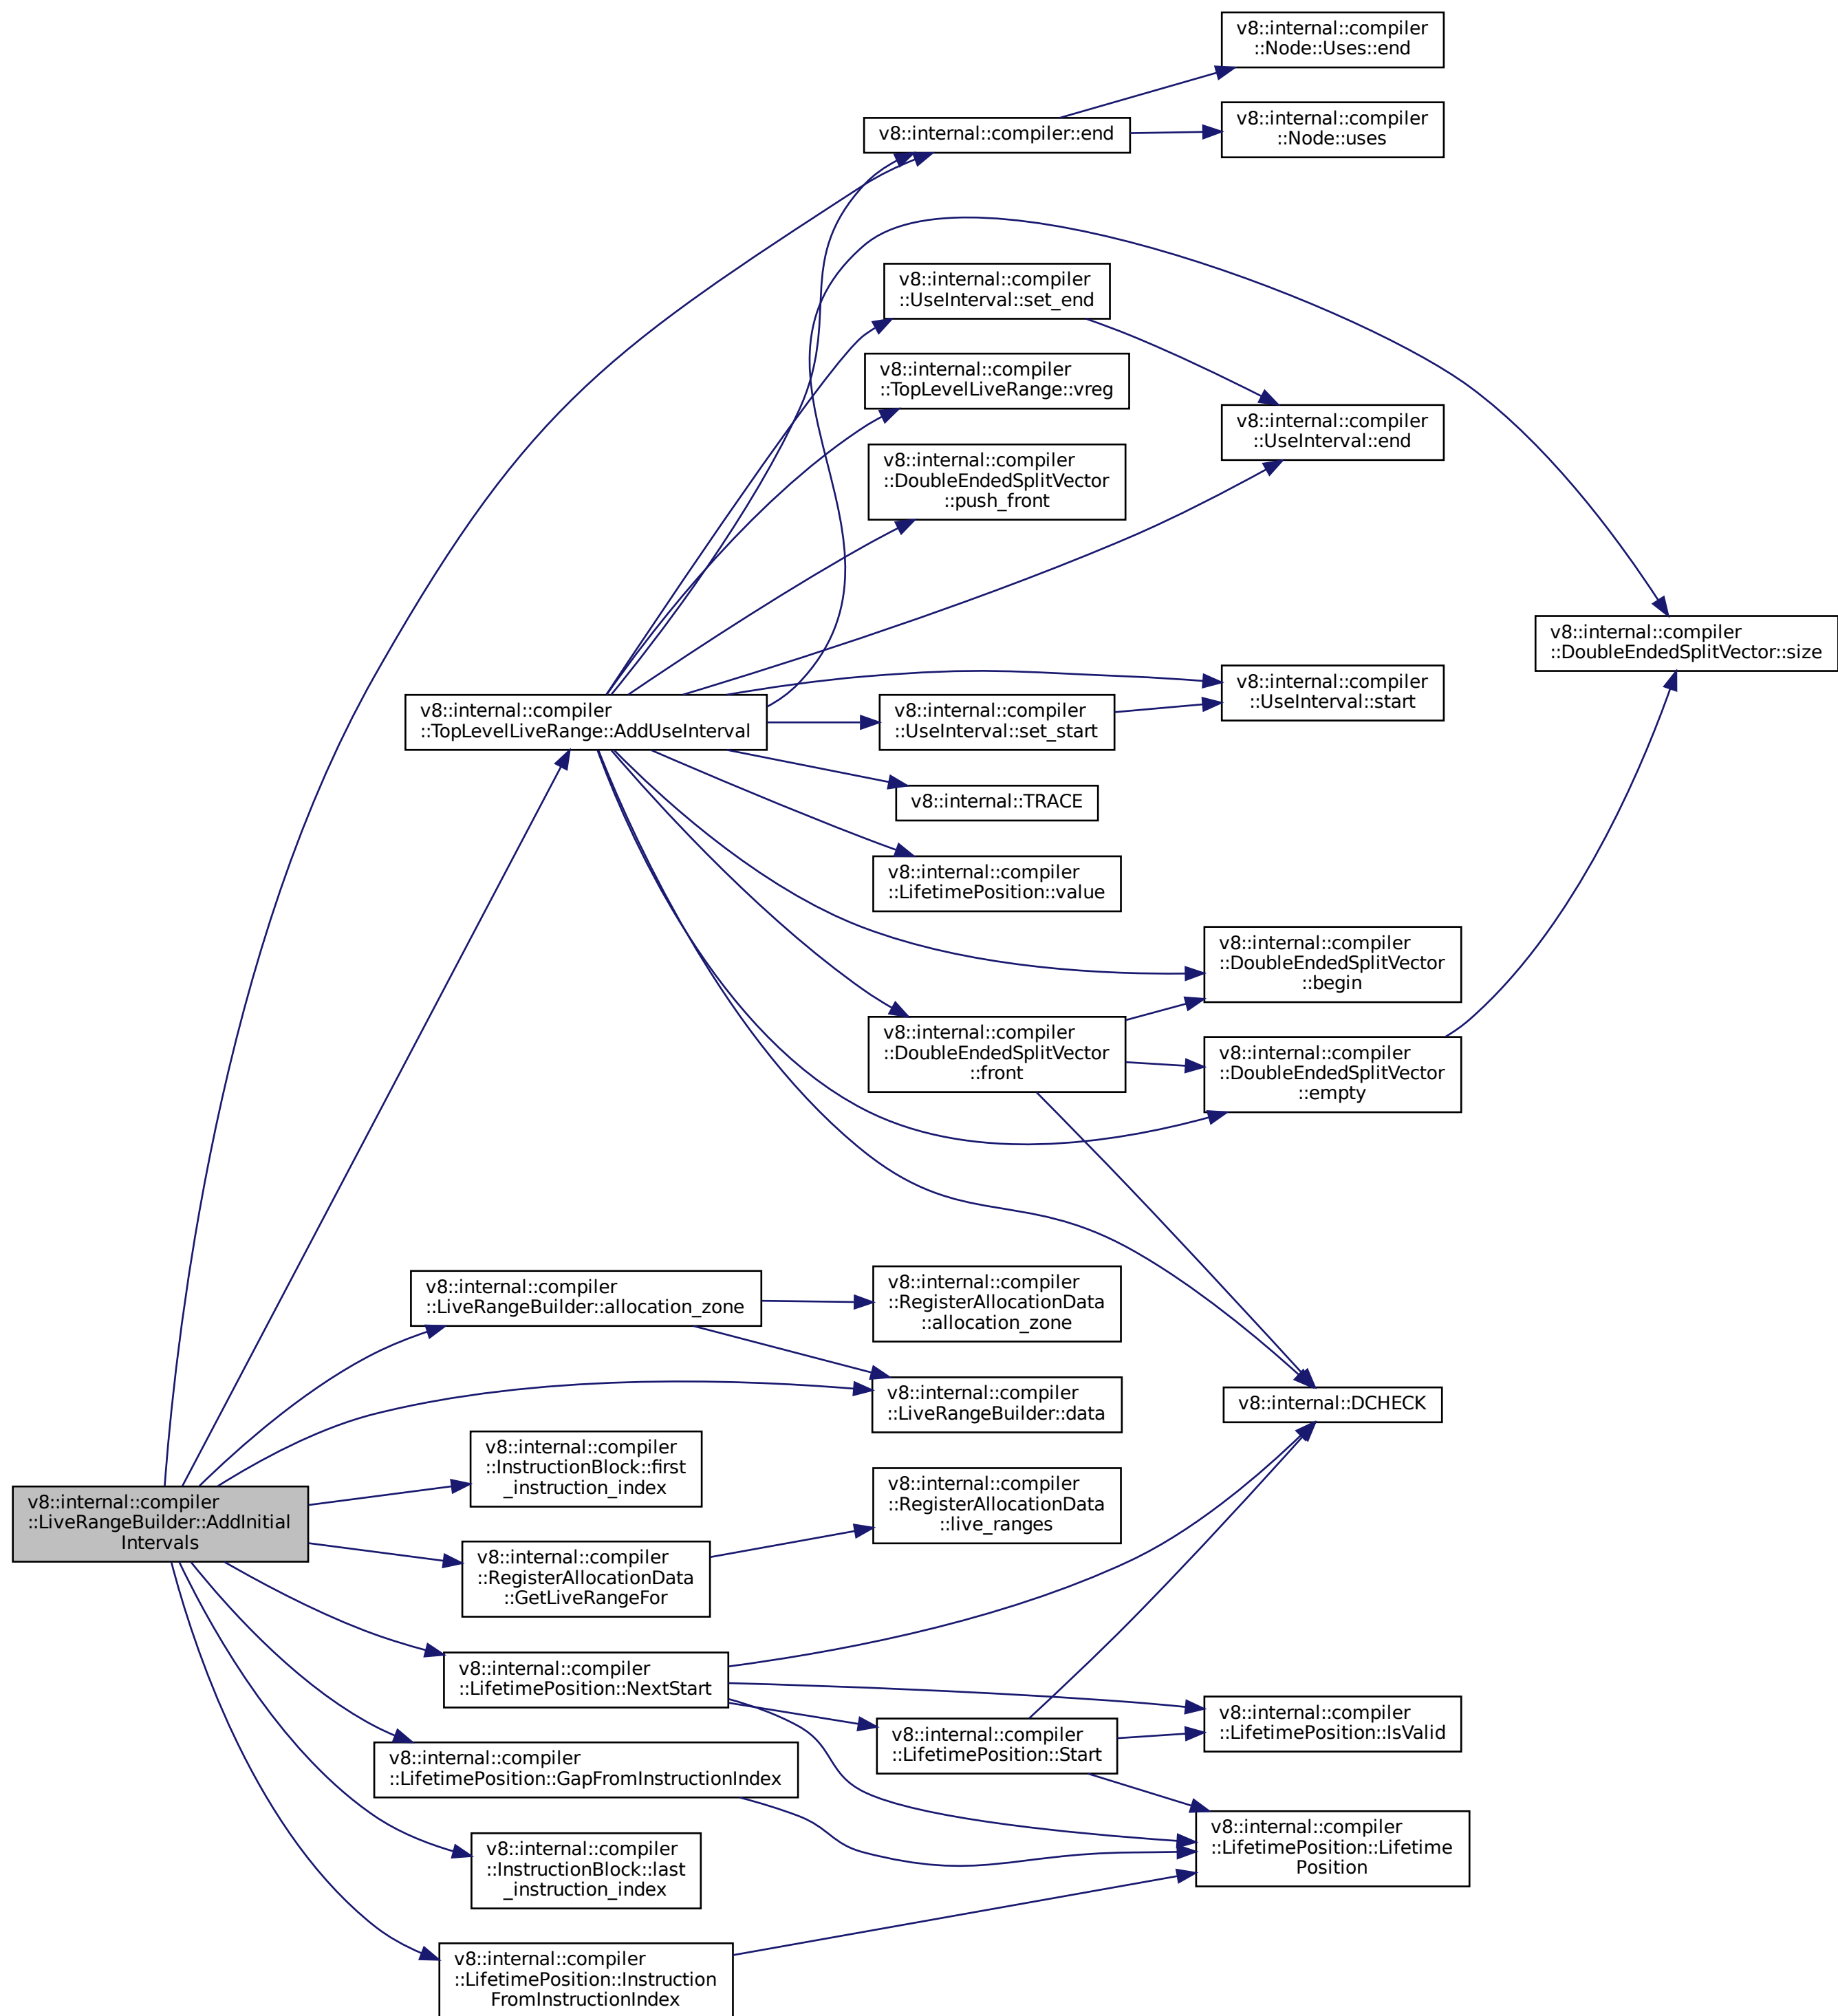 v8::internal::compiler
::Node::Uses::end
v8::internal::compiler
::Node::uses
v8::internal::compiler::end
v8::internal::compiler
::UseInterval::set_end
v8::internal::compiler
::TopLevelLiveRange::vreg
v8::internal::compiler
::UseInterval::end
v8::internal::compiler
::DoubleEndedSplitVector
::push_front
v8::internal::compiler
::DoubleEndedSplitVector::size
v8::internal::compiler
::UseInterval::start
v8::internal::compiler
::TopLevelLiveRange::AddUseInterval
v8::internal::compiler
::UseInterval::set_start
v8::internal::TRACE
v8::internal::compiler
::LifetimePosition::value
v8::internal::compiler
::DoubleEndedSplitVector
::begin
v8::internal::compiler
::DoubleEndedSplitVector
::front
v8::internal::compiler
::DoubleEndedSplitVector
::empty
v8::internal::compiler
::LiveRangeBuilder::allocation_zone
v8::internal::compiler
::RegisterAllocationData
::allocation_zone
v8::internal::compiler
::LiveRangeBuilder::data
v8::internal::DCHECK
v8::internal::compiler
::InstructionBlock::first
_instruction_index
v8::internal::compiler
::RegisterAllocationData
::live_ranges
v8::internal::compiler
::LiveRangeBuilder::AddInitial
Intervals
v8::internal::compiler
::RegisterAllocationData
::GetLiveRangeFor
v8::internal::compiler
::LifetimePosition::NextStart
v8::internal::compiler
::LifetimePosition::Start
v8::internal::compiler
::LifetimePosition::IsValid
v8::internal::compiler
::LifetimePosition::GapFromInstructionIndex
v8::internal::compiler
::LifetimePosition::Lifetime
Position
v8::internal::compiler
::InstructionBlock::last
_instruction_index
v8::internal::compiler
::LifetimePosition::Instruction
FromInstructionIndex